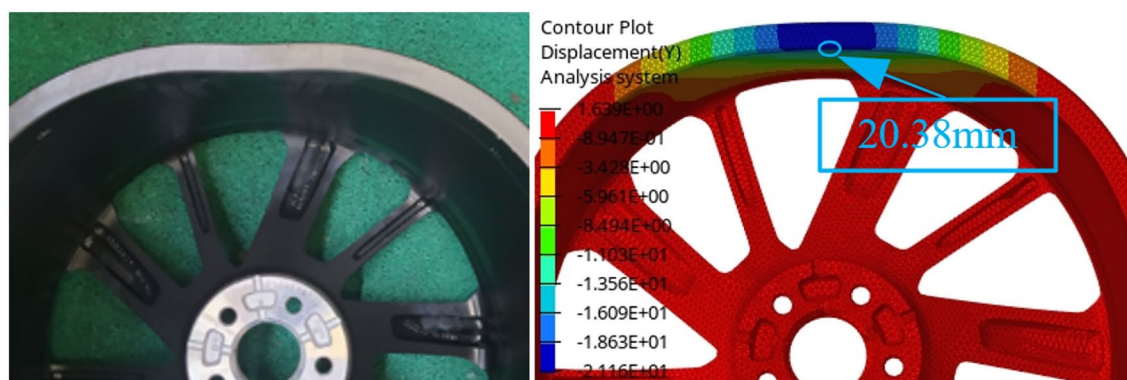 Contour Plot
Displacement(Y)
Analysis system
1.639E+00
-8.947E-01
-3.428E+00
-5.961E+00
-8.494E+00
-1.103E+01
-1.356E+01
-1.609E+01
-1.863E+01
-2.116E+01
20.38mm